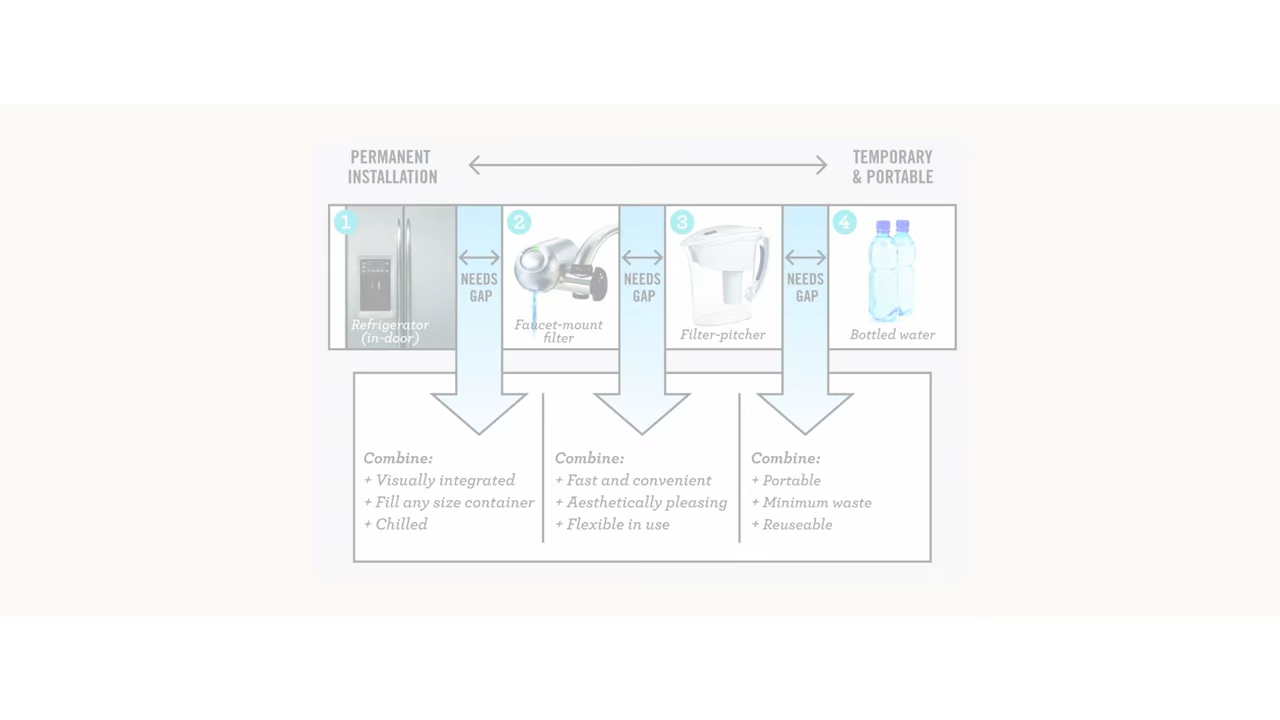 PERMANENT
INSTALLATION
TEMPORARY
& PORTABLE
1
Refrigerator
(in-door)
NEEDS
GAP
2
Faucet-mount
filter
NEEDS
GAP
3
Filter-pitcher
NEEDS
GAP
4
Bottled water
Combine:
+ Visually integrated
+ Fill any size container
+ Chilled
Combine:
+ Fast and convenient
+ Aesthetically pleasing
+ Flexible in use
Combine:
+ Portable
+ Minimum waste
+ Reuseable